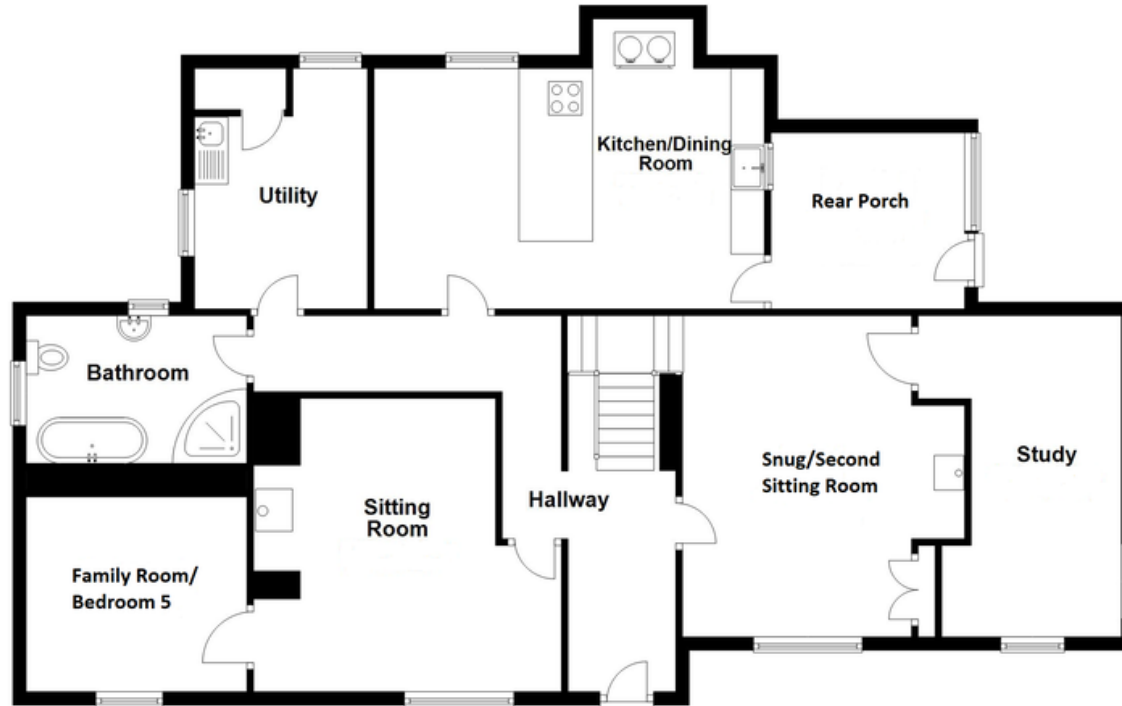 Kitchen/Dining
Room
Utility
Rear Porch
Bathroom
Snug/Second
Sitting Room
Study
Sitting
Room
Hallway
Family Room/
Bedroom 5